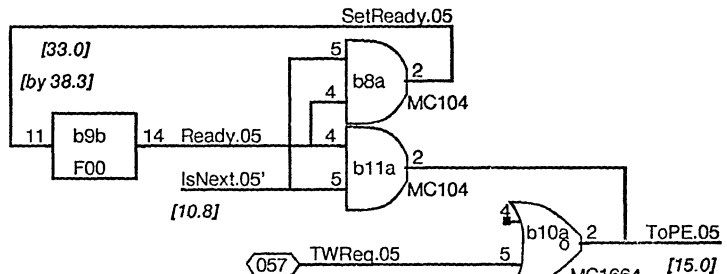 SetReady.05
[33.0]
[by 38.3]
5 2
b8a
4
MC104
11 b9b 14 Ready.05 4
F00
b11a 2
IsNext.05' 5 MC104
[10.8]
4 b10a 2 ToPE.05
o
057 TWReq.05 5
[15.0]
MC1664